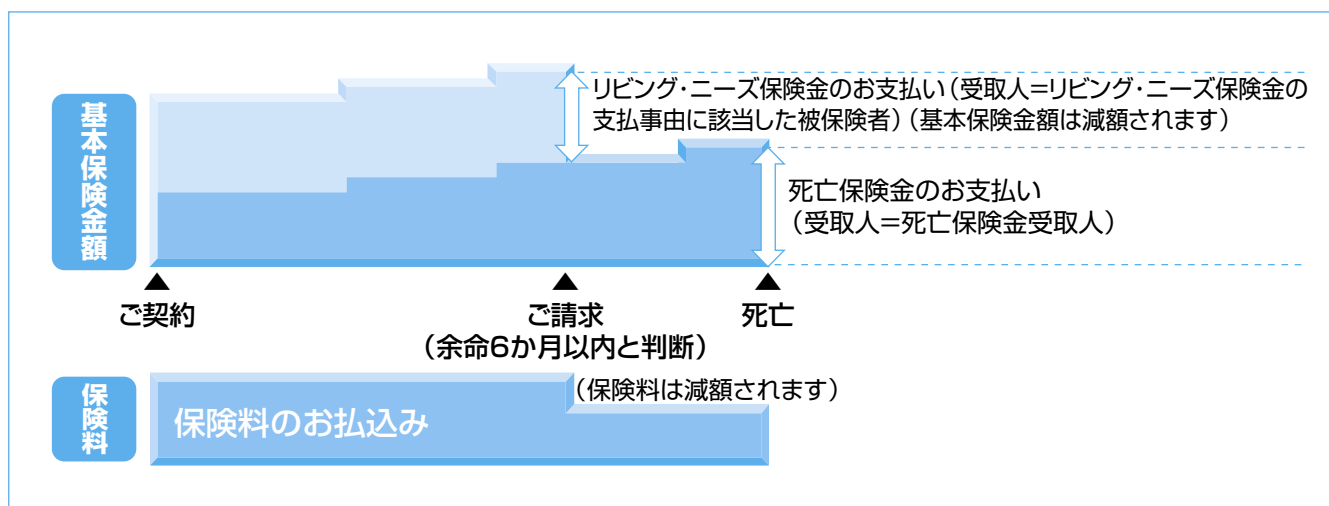 基本保険金額
リビング・ニーズ保険金のお支払い(受取人=リビング・ニーズ保険金の
支払事由に該当した被保険者)(基本保険金額は減額されます)
死亡保険金のお支払い
(受取人=死亡保険金受取人)
▲ ▲ ▲
ご契約 ご請求 死亡
(余命6か月以内と判断)
保険料
(保険料は減額されます)
保険料のお払込み